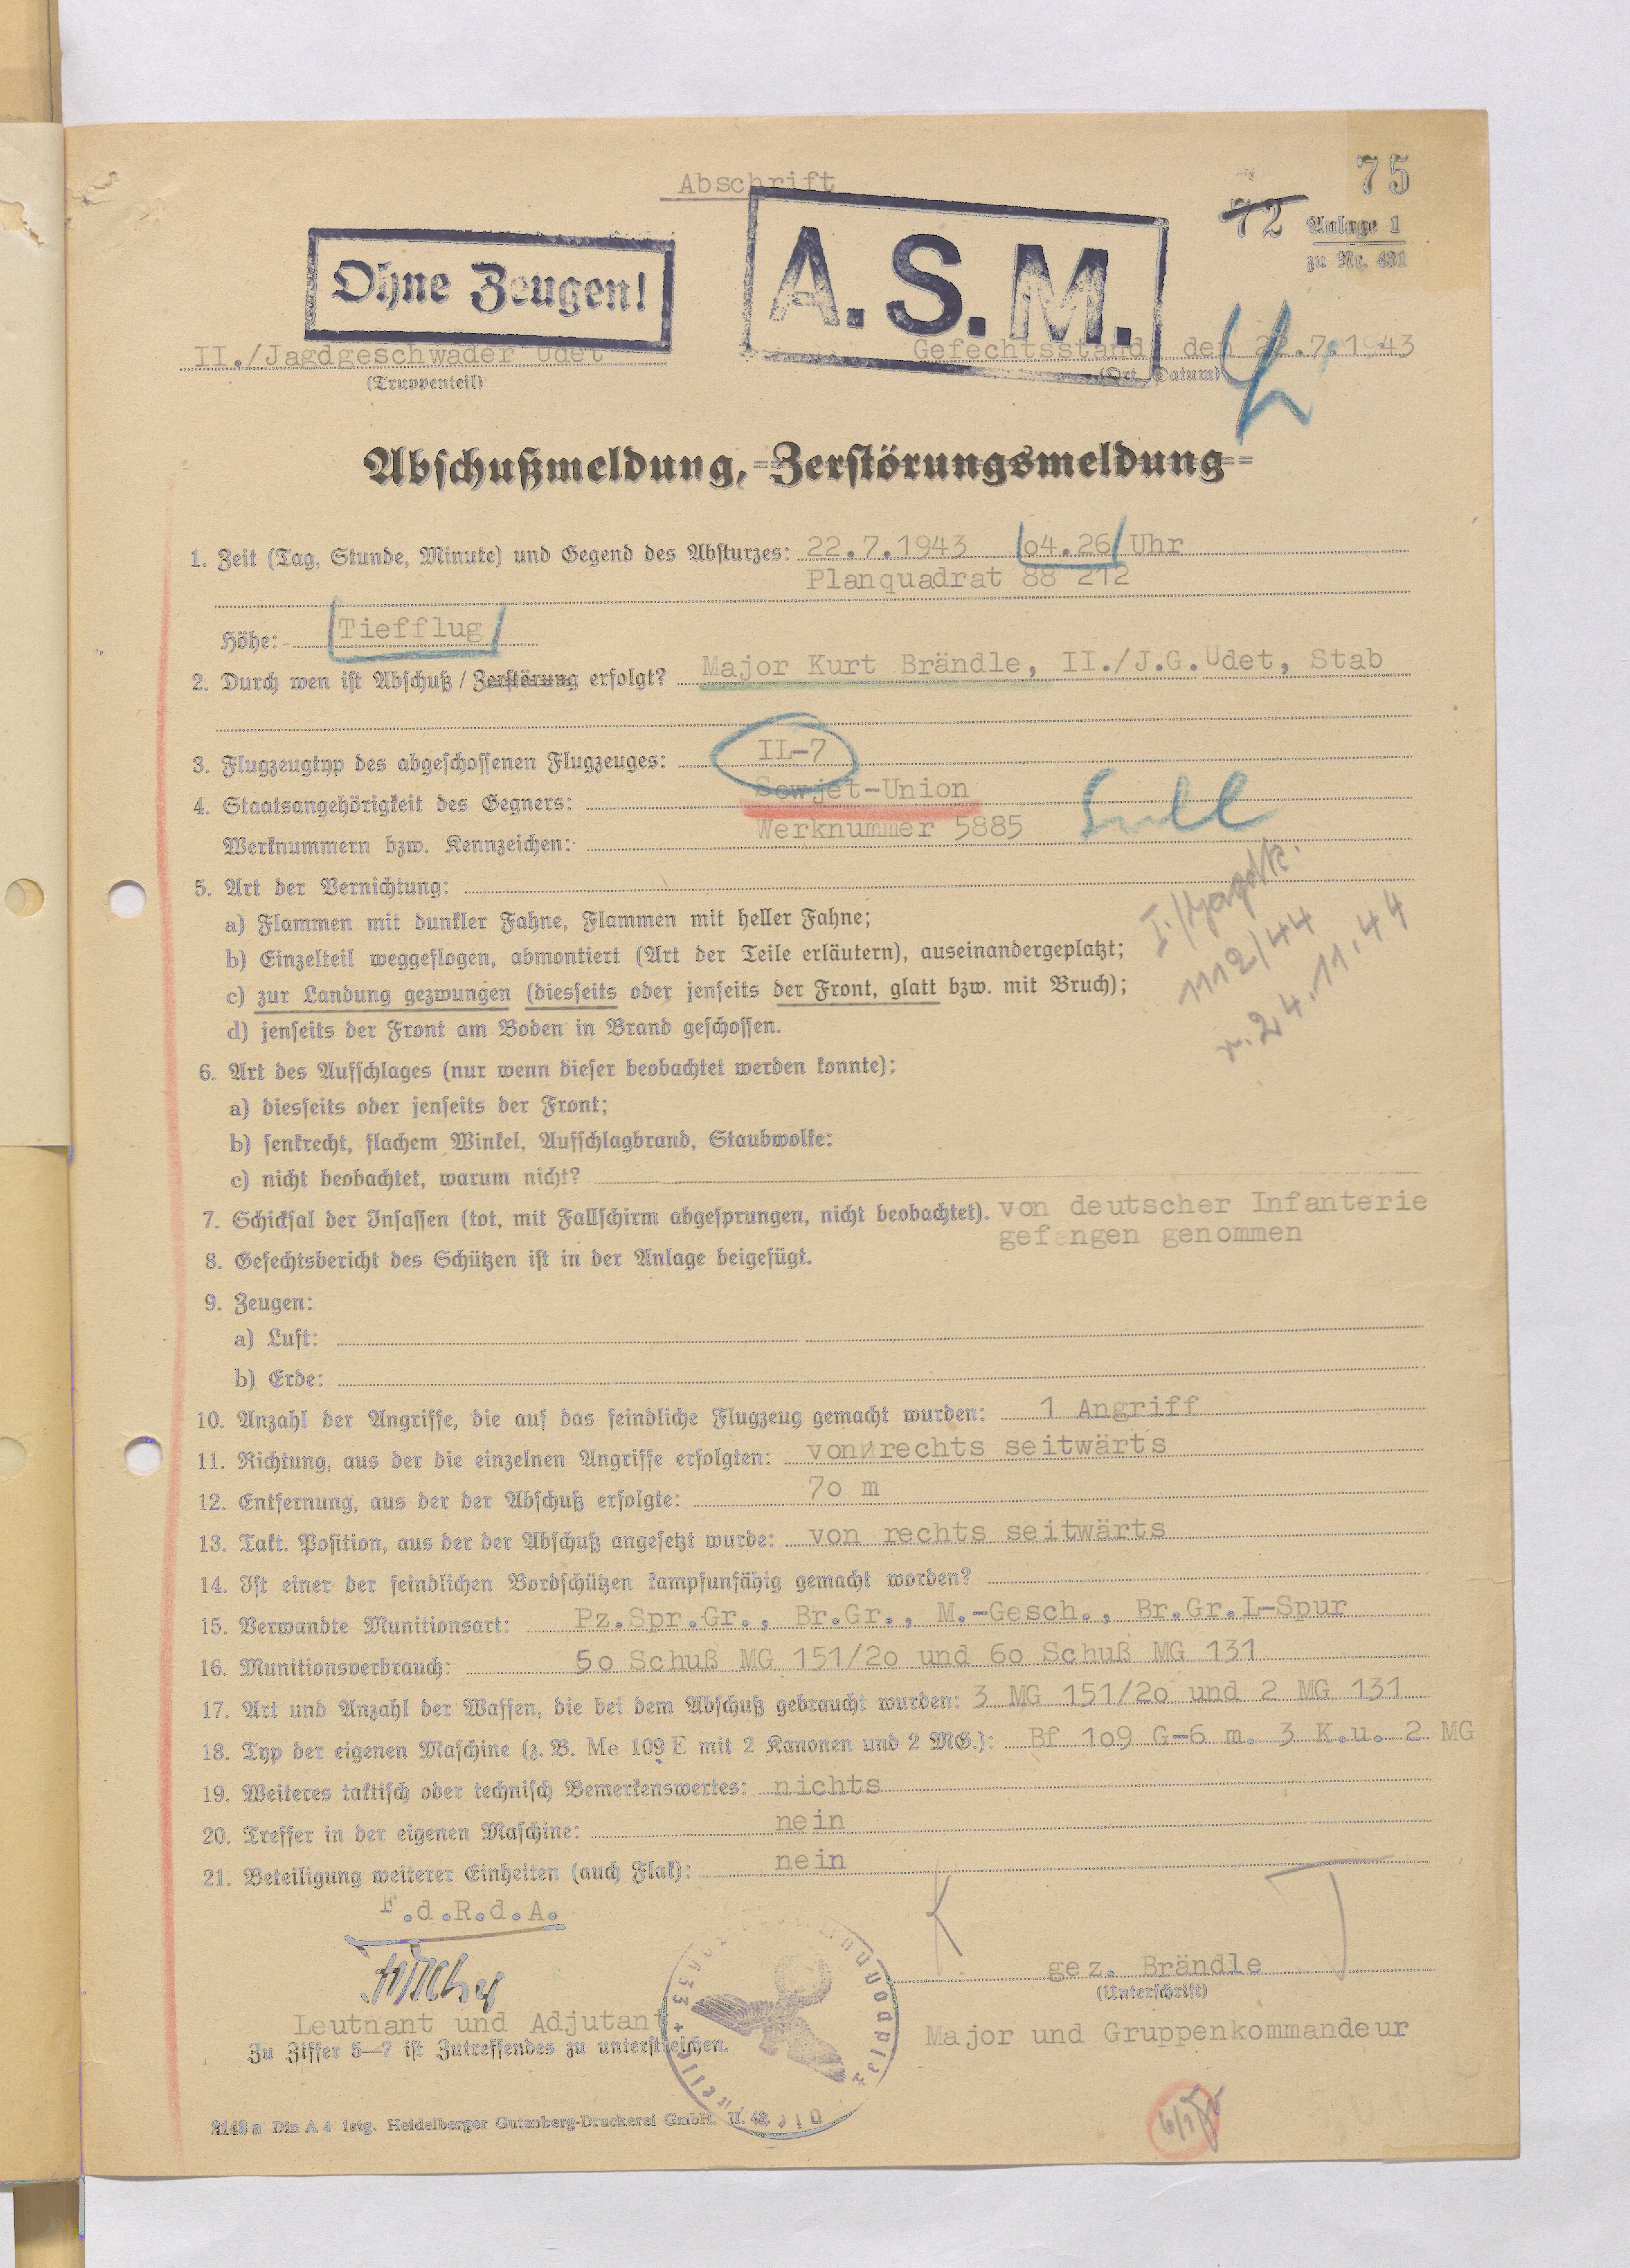 75
Abschrift
72
Anlage 1
zu Nr. 431
Ohne Zeugen!
A.S.M.
II./Jagdgeschwader Udet
Gefechtsstand, den 22.7.1943
(Truppenteil)
(Ort, Datum)
Abschußmeldung, Zerstörungsmeldung
1. Zeit (Tag, Stunde, Minute) und Gegend des Absturzes: 22.7.1943 04.26 Uhr
Planquadrat 88 212
Höhe: Tiefflug
2. Durch wen ist Abschuß / Zerstörung erfolgt? Major Kurt Brändle, II./J.G.Udet, Stab
3. Flugzeugtyp des abgeschossenen Flugzeuges: IL-7
4. Staatsangehörigkeit des Gegners: Sowjet-Union
Werknummern bzw. Kennzeichen: Werknummer 5885
5. Art der Vernichtung:
a) Flammen mit dunkler Fahne, Flammen mit heller Fahne;
b) Einzelteil weggeflogen, abmontiert (Art der Teile erläutern), auseinandergeplatzt;
c) zur Landung gezwungen (diesseits oder jenseits der Front, glatt bzw. mit Bruch);
d) jenseits der Front am Boden in Brand geschossen.
1112/44
v. 24.11.44
6. Art des Aufschlages (nur wenn dieser beobachtet werden konnte):
a) diesseits oder jenseits der Front;
b) senkrecht, flachem Winkel, Aufschlagbrand, Staubwolke:
c) nicht beobachtet, warum nicht?
7. Schicksal der Insassen (tot, mit Fallschirm abgesprungen, nicht beobachtet). von deutscher Infanterie
gefangen genommen
8. Gefechtsbericht des Schützen ist in der Anlage beigefügt.
9. Zeugen:
a) Luft:
b) Erde:
10. Anzahl der Angriffe, die auf das feindliche Flugzeug gemacht wurden: 1 Angriff
11. Richtung, aus der die einzelnen Angriffe erfolgten: von rechts seitwärts
12. Entfernung, aus der der Abschuß erfolgte: 7o m
13. Takt. Position, aus der der Abschuß angesetzt wurde: von rechts seitwärts
14. Ist einer der feindlichen Bordschützen kampfunfähig gemacht worden?
15. Verwandte Munitionsart: Pz.Spr.Gr., Br.Gr., M.-Gesch., Br.Gr.L-Spur
16. Munitionsverbrauch: 5o Schuß MG 151/2o und 6o Schuß MG 131
17. Art und Anzahl der Waffen, die bei dem Abschuß gebraucht wurden: 3 MG 151/2o und 2 MG 131
18. Typ der eigenen Maschine (z. B. Me 109 E mit 2 Kanonen und 2 MG.): Bf 1o9 G-6 m. 3 K.u. 2 MG
19. Weiteres taktisch oder technisch Bemerkenswertes: nichts
20. Treffer in der eigenen Maschine: nein
21. Beteiligung weiterer Einheiten (auch Flak): nein
F.d.R.d.A.
gez. Brändle
(Unterschrift)
Leutnant und Adjutant
Major und Gruppenkommandeur
Zu Ziffer 5—7 ist Zutreffendes zu unterstreichen.
2142 a Din A 4 1stg. Heidelberger Gutenberg-Druckerei GmbH. II. 42